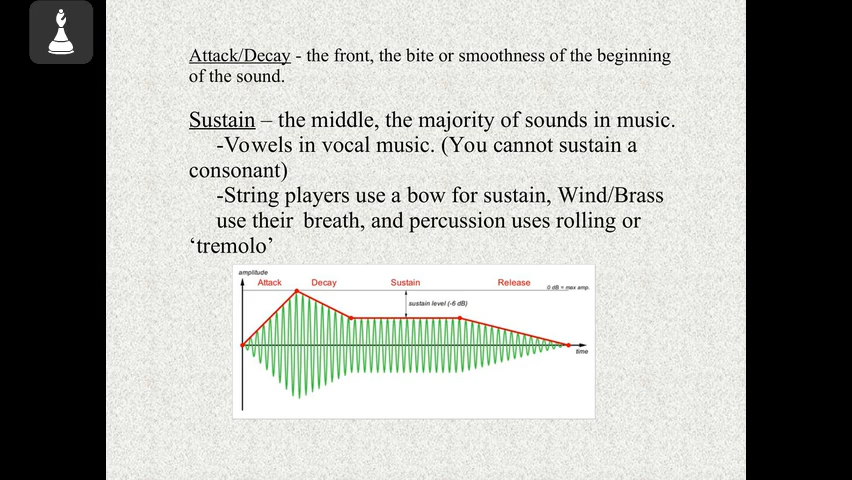 Attack/Decay - the front, the bite or smoothness of the beginning
of the sound.
Sustain – the middle, the majority of sounds in music.
-Vowels in vocal music. (You cannot sustain a
consonant)
-String players use a bow for sustain, Wind/Brass
use their breath, and percussion uses rolling or
‘tremolo’
amplitude
Attack Decay Sustain Release
0 dB = max amp.
sustain level (-6 dB)
time